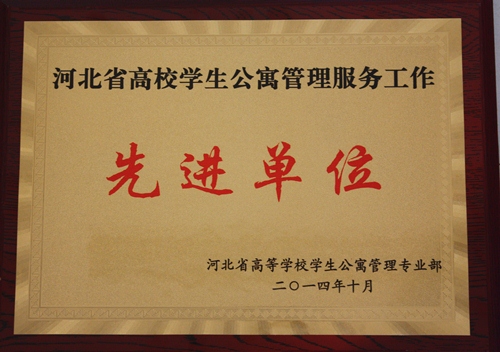 河北省高校学生公寓管理服务工作
先进单位
河北省高等学校学生公寓管理专业部
二〇一四年十月